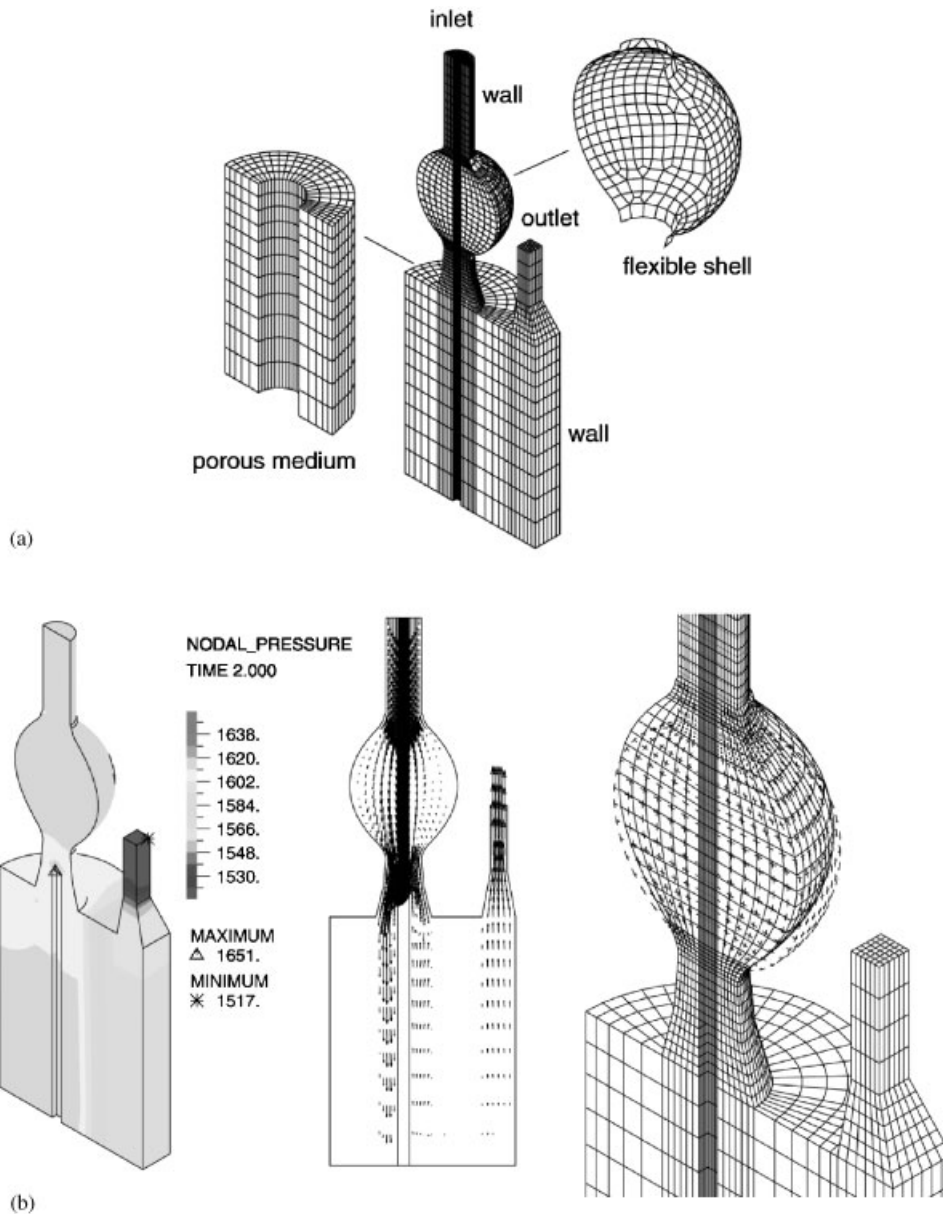 inlet
wall
outlet
flexible shell
wall
porous medium
(a)
NODAL_PRESSURE
TIME 2.000
1638.
1620.
1602.
1584.
1566.
1548.
1530.
MAXIMUM
△ 1651.
MINIMUM
✳ 1517.
(b)